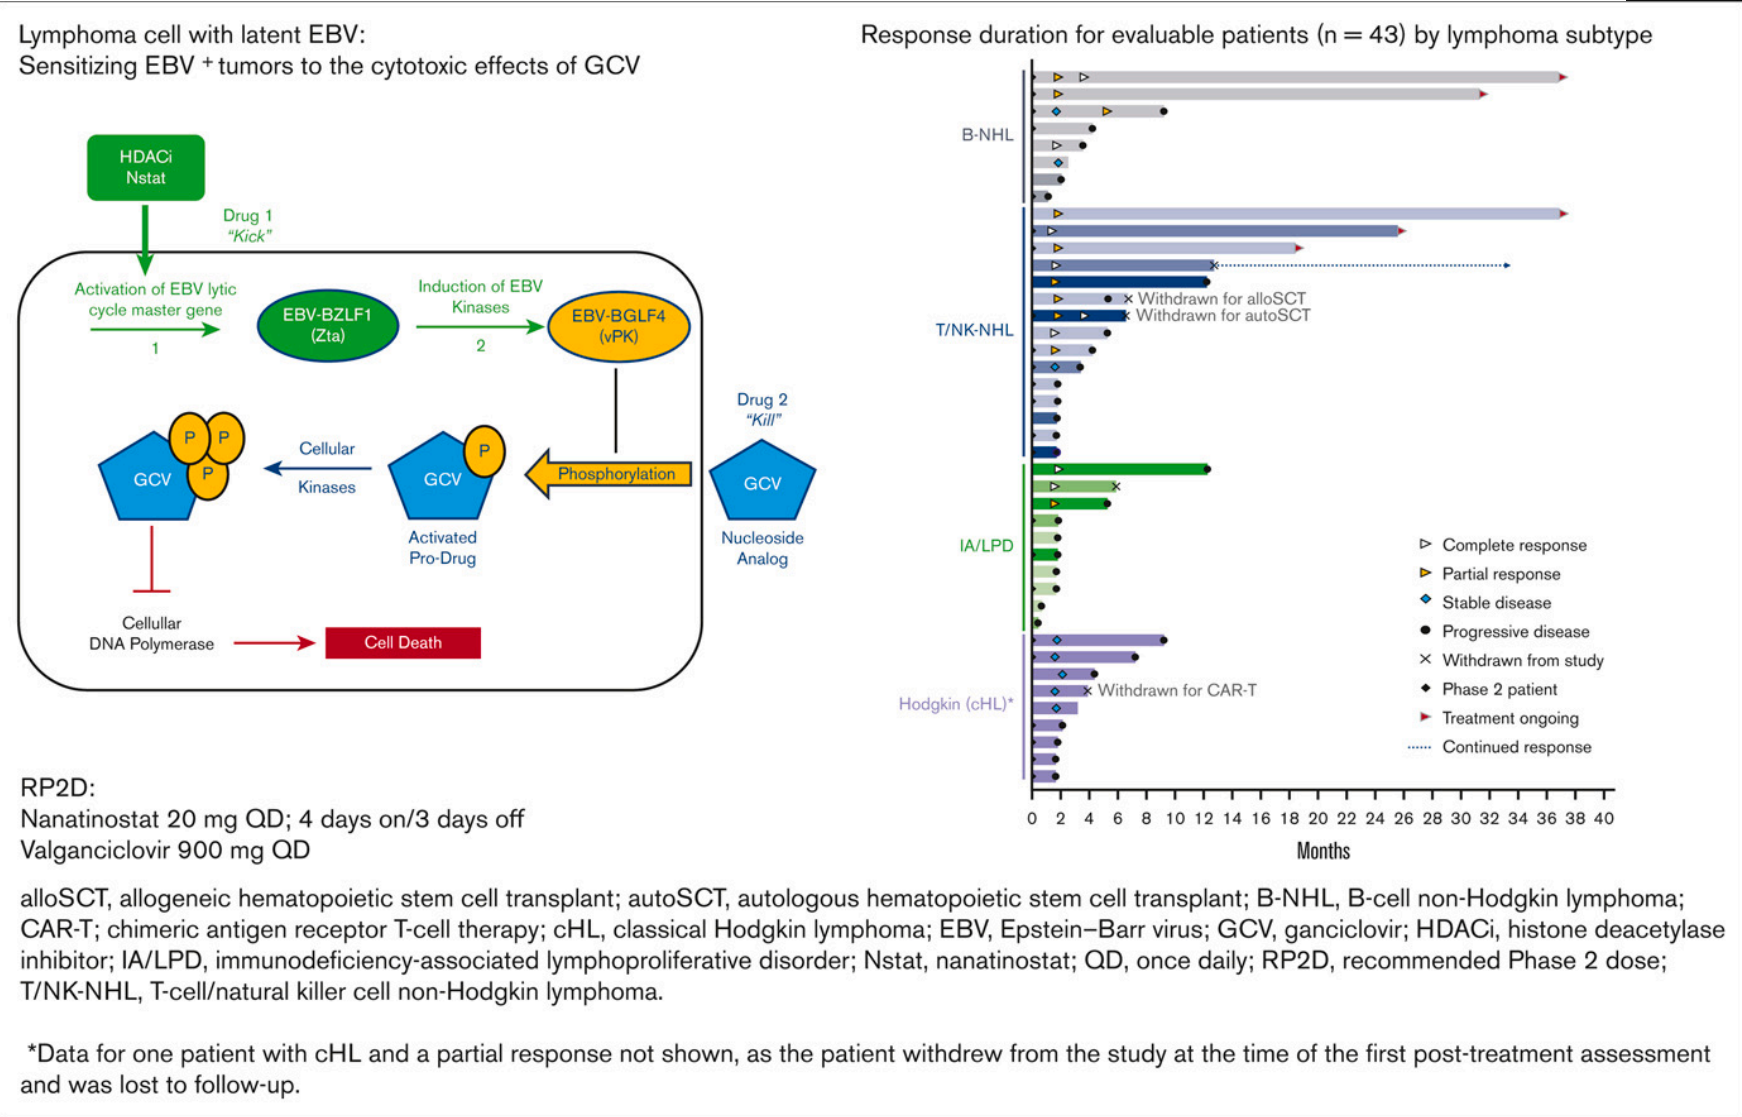 Lymphoma cell with latent EBV:
Sensitizing EBV + tumors to the cytotoxic effects of GCV
HDACi
Nstat
Drug 1
“Kick”
Activation of EBV lytic
cycle master gene
1
EBV-BZLF1
(Zta)
Induction of EBV
Kinases
2
EBV-BGLF4
(vPK)
Drug 2
“Kill”
GCV
P
P
P
Cellular
Kinases
GCV
P
Phosphorylation
GCV
Activated
Pro-Drug
Nucleoside
Analog
Cellullar
DNA Polymerase
Cell Death
RP2D:
Nanatinostat 20 mg QD; 4 days on/3 days off
Valganciclovir 900 mg QD
Response duration for evaluable patients (n = 43) by lymphoma subtype
B-NHL
T/NK-NHL
Withdrawn for alloSCT
Withdrawn for autoSCT
IA/LPD
Hodgkin (cHL)*
Withdrawn for CAR-T
Complete response
Partial response
Stable disease
Progressive disease
Withdrawn from study
Phase 2 patient
Treatment ongoing
Continued response
0 2 4 6 8 10 12 14 16 18 20 22 24 26 28 30 32 34 36 38 40
Months
alloSCT, allogeneic hematopoietic stem cell transplant; autoSCT, autologous hematopoietic stem cell transplant; B-NHL, B-cell non-Hodgkin lymphoma;
CAR-T; chimeric antigen receptor T-cell therapy; cHL, classical Hodgkin lymphoma; EBV, Epstein–Barr virus; GCV, ganciclovir; HDACi, histone deacetylase
inhibitor; IA/LPD, immunodeficiency-associated lymphoproliferative disorder; Nstat, nanatinostat; QD, once daily; RP2D, recommended Phase 2 dose;
T/NK-NHL, T-cell/natural killer cell non-Hodgkin lymphoma.
*Data for one patient with cHL and a partial response not shown, as the patient withdrew from the study at the time of the first post-treatment assessment
and was lost to follow-up.